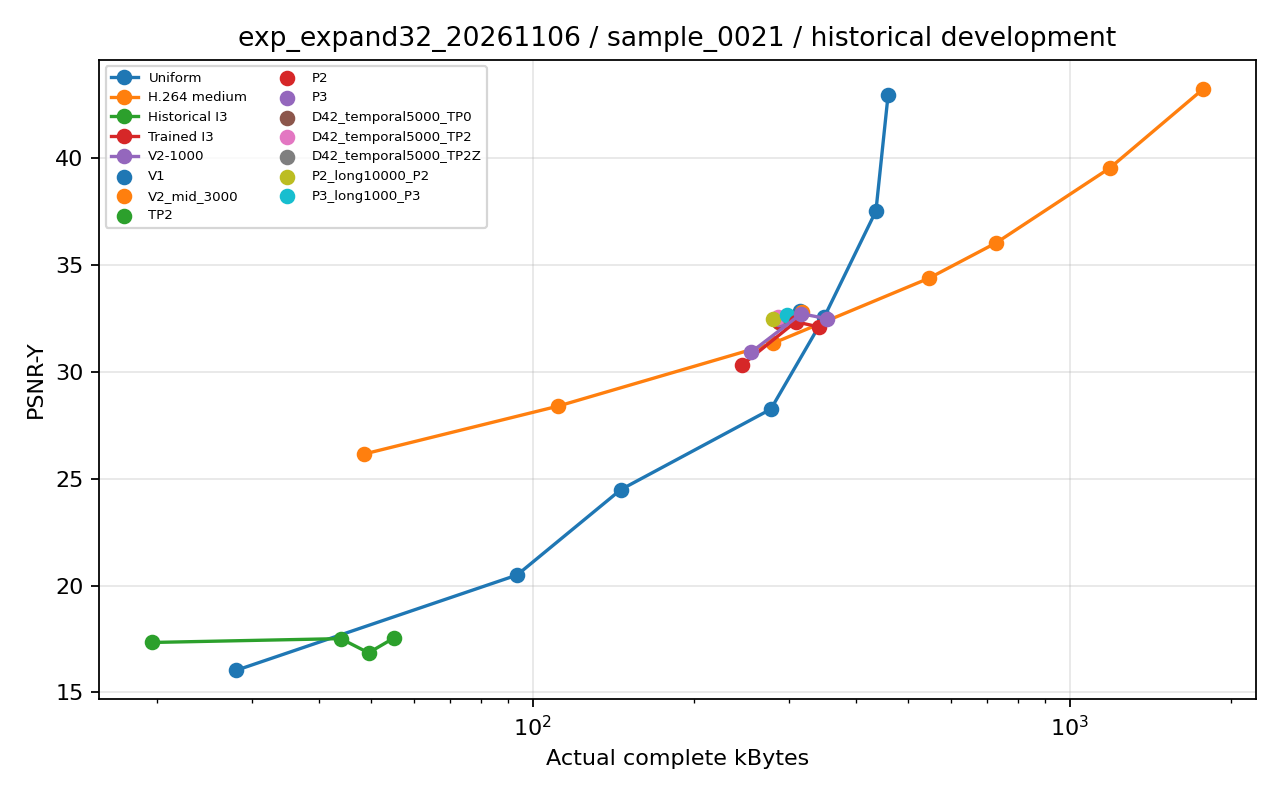 exp_expand32_20261106 / sample_0021 / historical development
Uniform
H.264 medium
Historical I3
Trained I3
V2-1000
V1
V2_mid_3000
TP2
P2
P3
D42_temporal5000_TP0
D42_temporal5000_TP2
D42_temporal5000_TP2Z
P2_long10000_P2
P3_long1000_P3
PSNR-Y
40
35
30
25
20
15
10²
10³
Actual complete kBytes